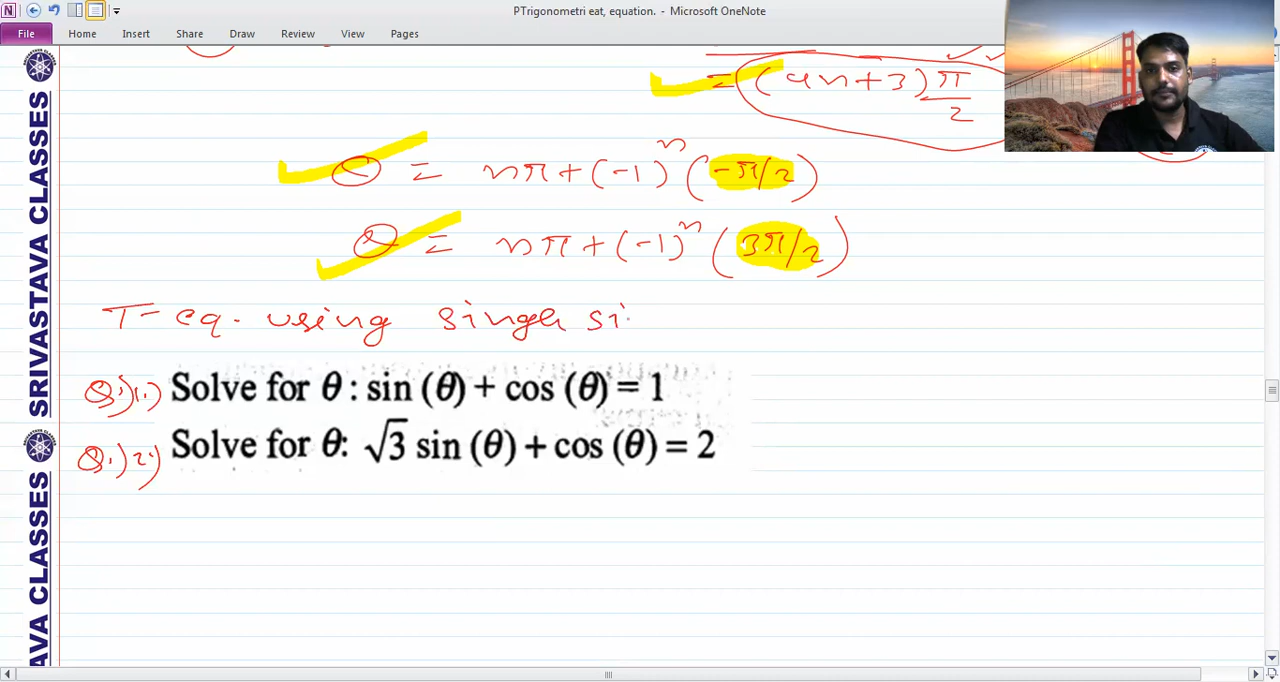 PTrigonometri eat, equation. - Microsoft OneNote
File Home Insert Share Draw Review View Pages
= (4n+3) π/2
θ = nπ + (-1)^n (-π/2)
θ = nπ + (-1)^n (3π/2)
T-eq. using single si
Q.)1.) Solve for θ : sin (θ) + cos (θ) = 1
Q.)2.) Solve for θ: √3 sin (θ) + cos (θ) = 2
SRIVASTAVA CLASSES
AVA CLASSES